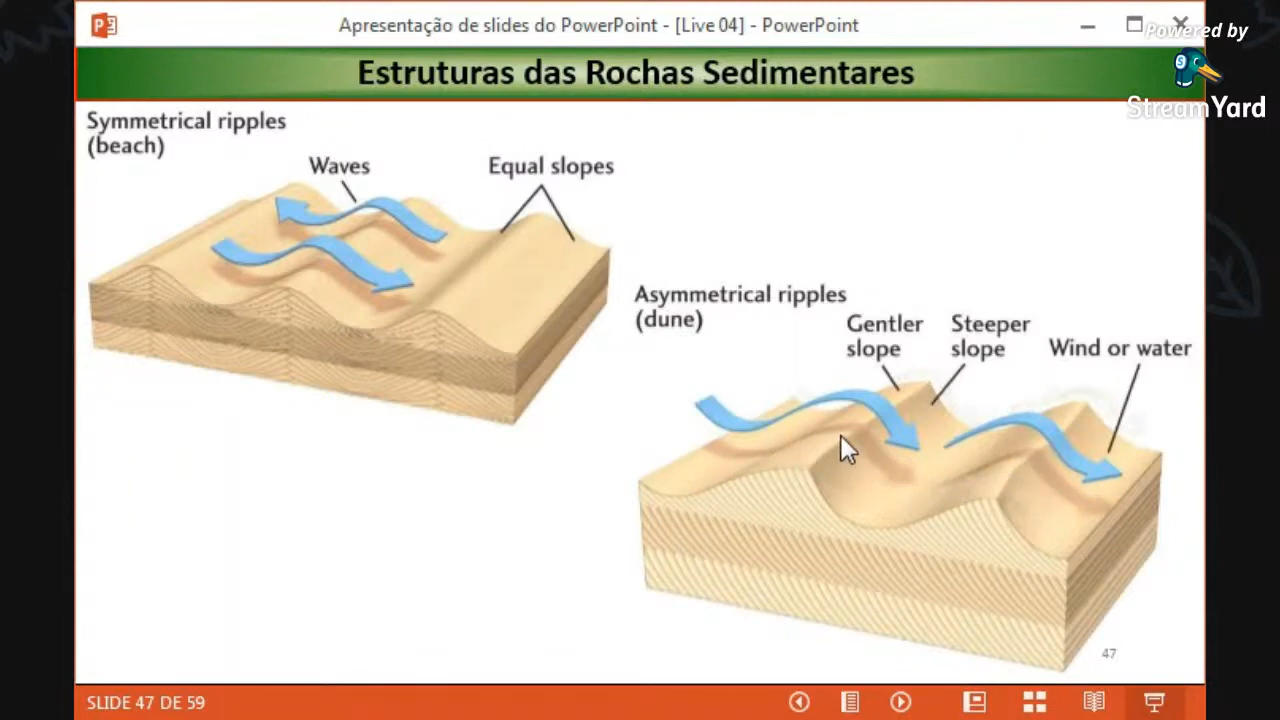 Apresentação de slides do PowerPoint - [Live 04] - PowerPoint
Powered by
StreamYard
Estruturas das Rochas Sedimentares
Symmetrical ripples
(beach)
Waves
Equal slopes
Asymmetrical ripples
(dune)
Gentler
slope
Steeper
slope
Wind or water
47
SLIDE 47 DE 59